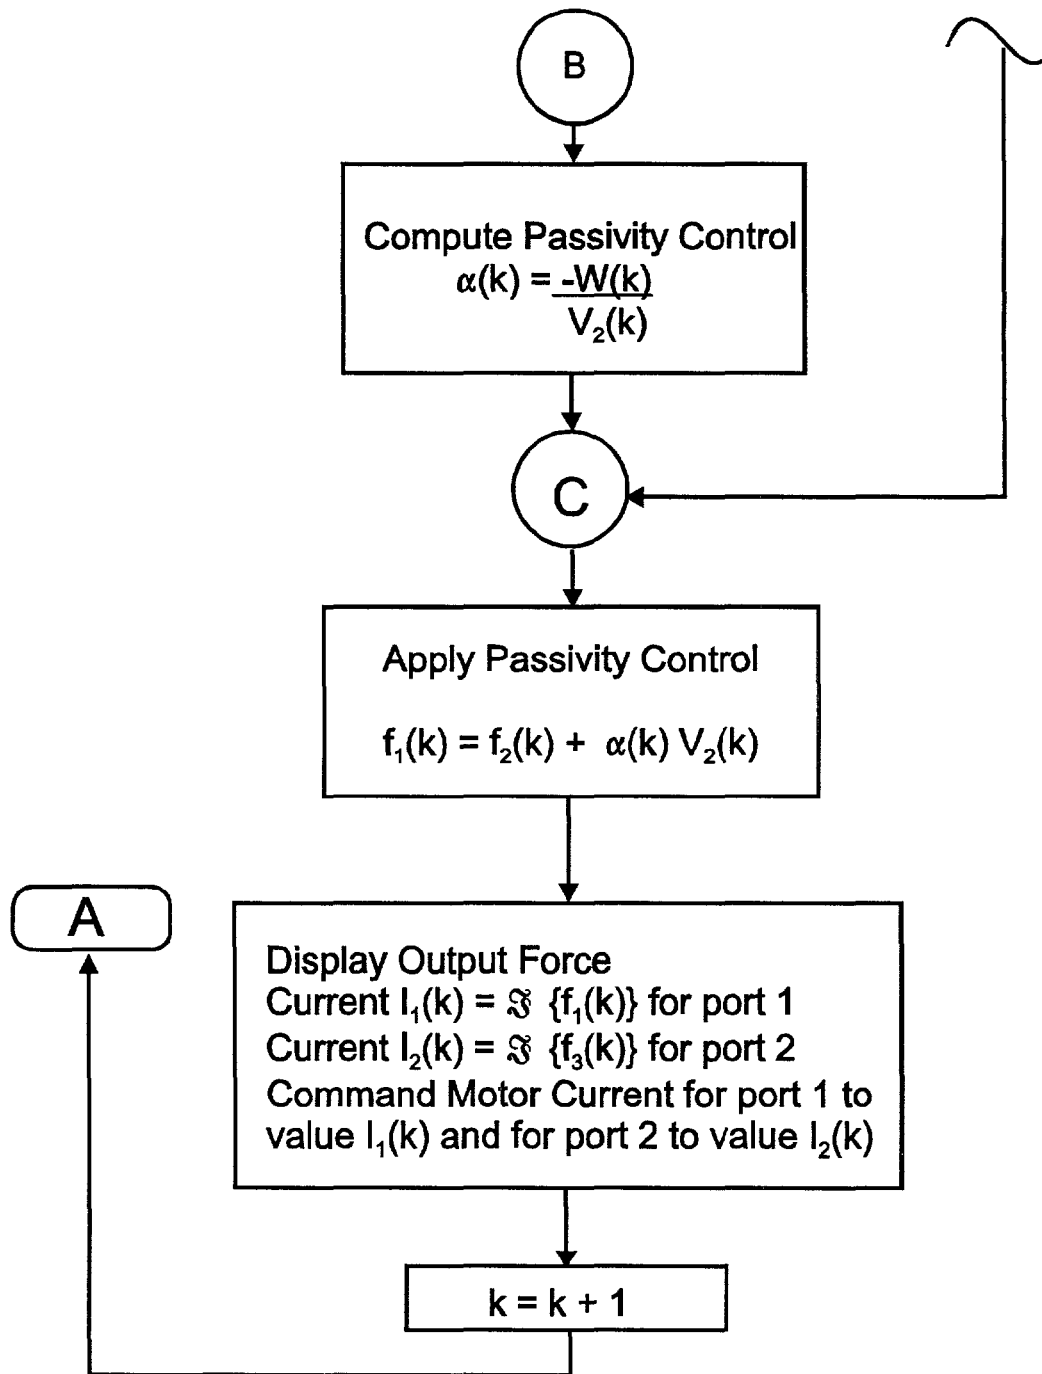 B
Compute Passivity Control
α(k) = -W(k)
V₂(k)
C
Apply Passivity Control
f₁(k) = f₂(k) + α(k) V₂(k)
A
Display Output Force
Current I₁(k) = ℑ {f₁(k)} for port 1
Current I₂(k) = ℑ {f₃(k)} for port 2
Command Motor Current for port 1 to
value I₁(k) and for port 2 to value I₂(k)
k = k + 1